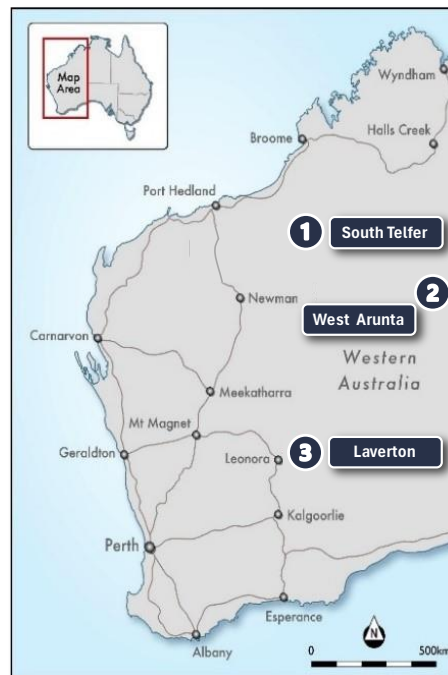 Map
Area
Wyndham
Halls Creek
Broome
Port Hedland
1 South Telfer
2
Newman
West Arunta
Carnarvon
Western
Australia
Meekatharra
Mt Magnet
Geraldton
Leonora
3 Laverton
Kalgoorlie
Perth
Esperance
Albany
N
0 500km